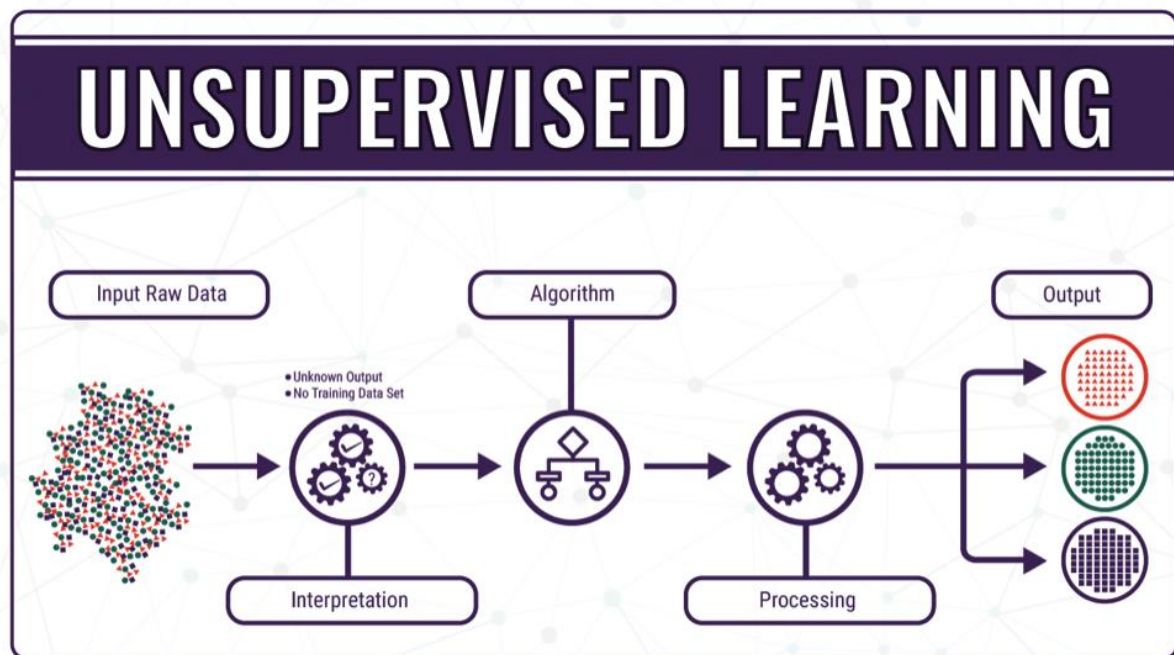 UNSUPERVISED LEARNING
Input Raw Data
Algorithm
Output
● Unknown Output
● No Training Data Set
?
Interpretation
Processing